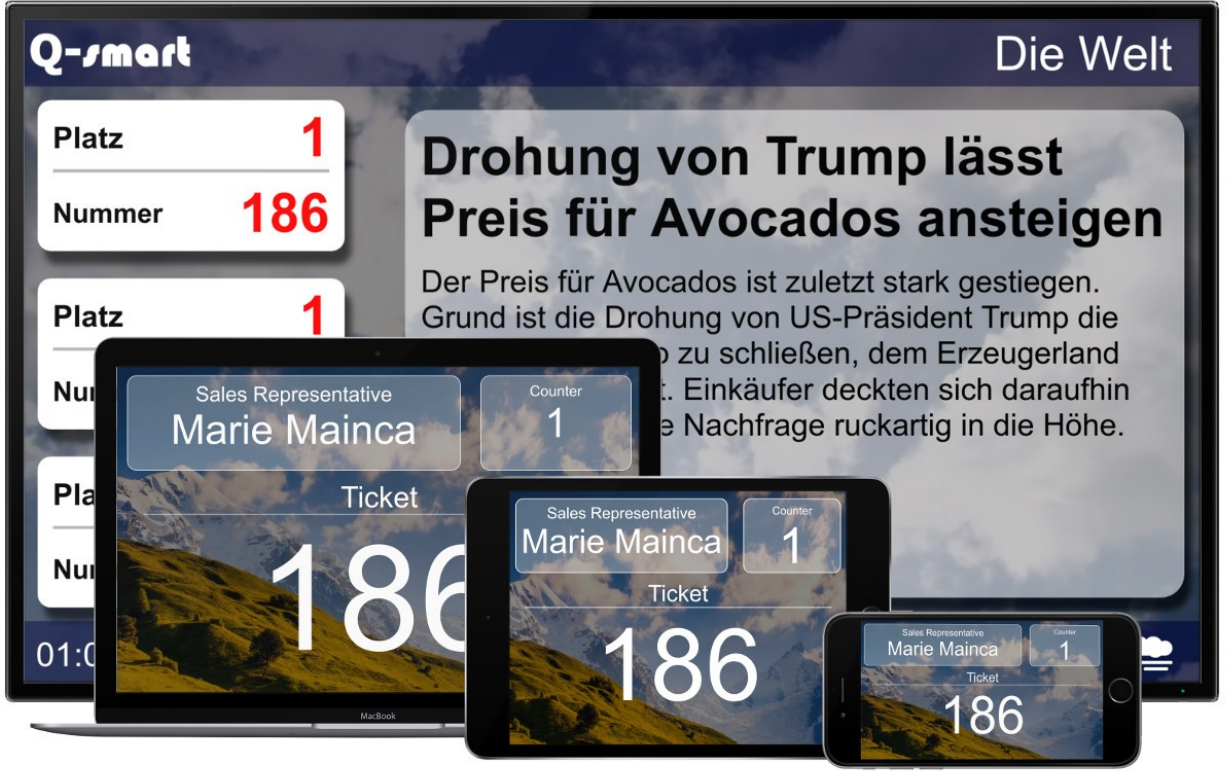 Q-smart
Die Welt
Platz 1
Nummer 186
Platz 1
Drohung von Trump lässt
Preis für Avocados ansteigen
Der Preis für Avocados ist zuletzt stark gestiegen.
Grund ist die Drohung von US-Präsident Trump die
zu schließen, dem Erzeugerland
Einkäufer deckten sich daraufhin
Nachfrage ruckartig in die Höhe.
Sales Representative
Marie Mainca
Counter
1
Ticket
186
MacBook
Sales Representative
Marie Mainca
Counter
1
Ticket
186
Sales Representative
Marie Mainca
Counter
1
Ticket
186